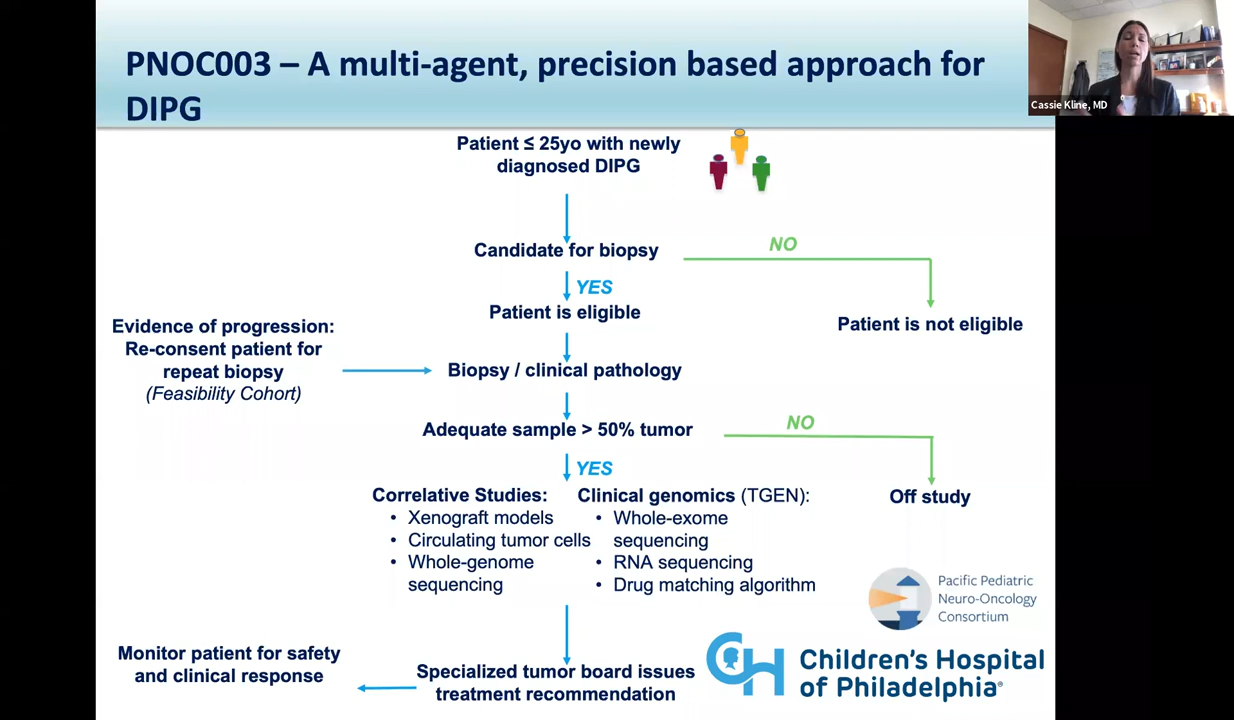 PNOC003 – A multi-agent, precision based approach for
DIPG
Cassie Kline, MD
Patient ≤ 25yo with newly
diagnosed DIPG
Candidate for biopsy
NO
YES
Patient is eligible
Patient is not eligible
Evidence of progression:
Re-consent patient for
repeat biopsy
(Feasibility Cohort)
Biopsy / clinical pathology
Adequate sample > 50% tumor
NO
YES
Off study
Correlative Studies:
• Xenograft models
• Circulating tumor cells
• Whole-genome
sequencing
Clinical genomics (TGEN):
• Whole-exome
sequencing
• RNA sequencing
• Drug matching algorithm
Pacific Pediatric
Neuro-Oncology
Consortium
Monitor patient for safety
and clinical response
Specialized tumor board issues
treatment recommendation
CH
Children's Hospital
of Philadelphia®